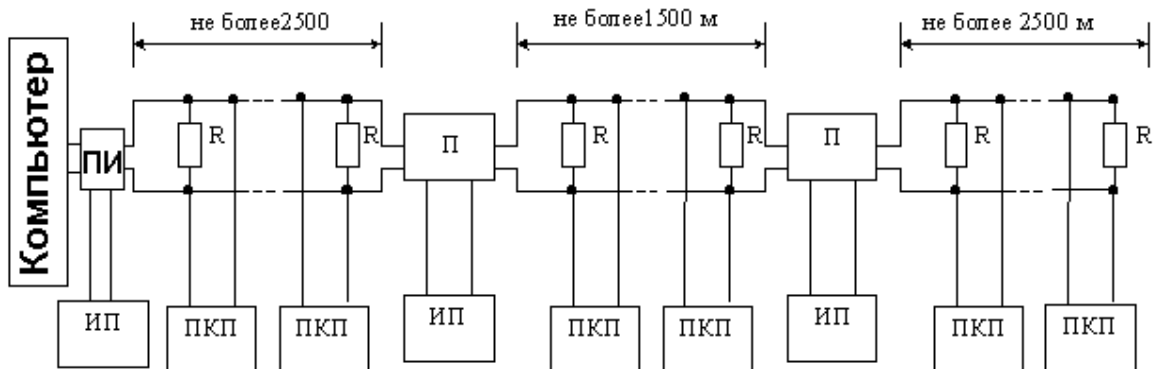 не более2500
не более1500 м
не более 2500 м
Компьютер
ПИ
R
R
П
R
R
П
R
R
ИП
ПКП
ПКП
ИП
ПКП
ПКП
ИП
ПКП
ПКП